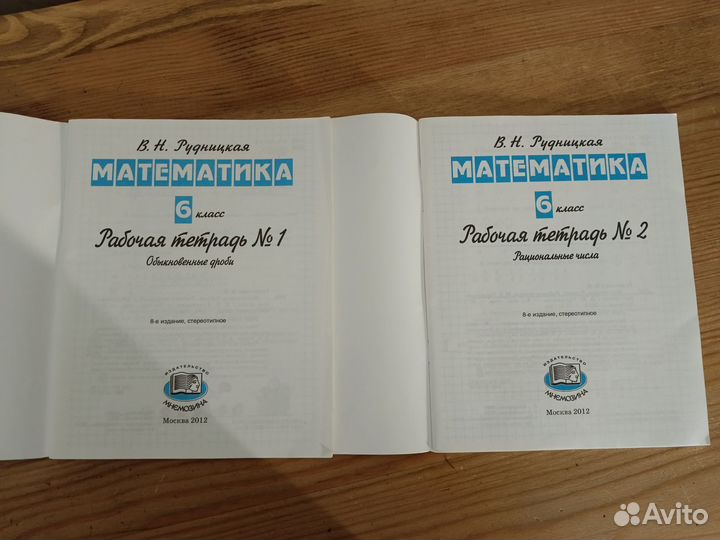 В. Н. Рудницкая
МАТЕМАТИКА
6 класс
Рабочая тетрадь № 1
Обыкновенные дроби
8-е издание, стереотипное
ИЗДАТЕЛЬСТВО
МНЕМОЗИНА
Москва 2012
В. Н. Рудницкая
МАТЕМАТИКА
6 класс
Рабочая тетрадь № 2
Рациональные числа
8-е издание, стереотипное
ИЗДАТЕЛЬСТВО
МНЕМОЗИНА
Москва 2012
Avito